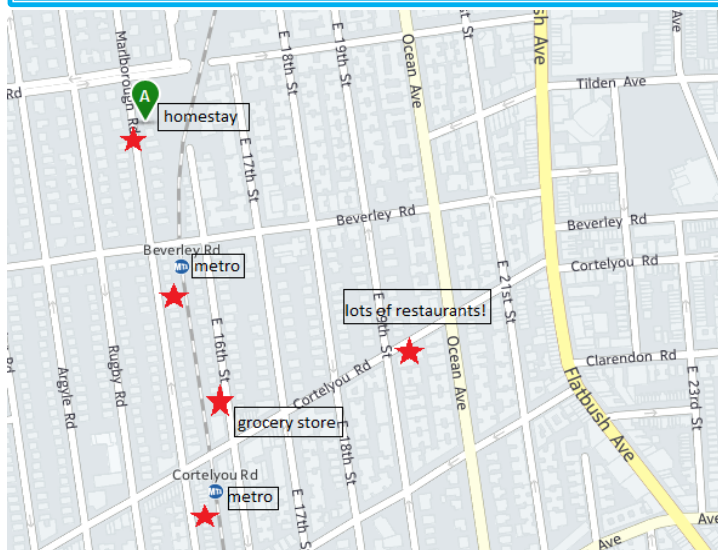 Marlborough Rd
Rd
A
homestay
E 17th St
E 18th St
E 19th St
Ocean Ave
sh Ave
Ave
Tilden Ave
Beverley Rd
Beverley Rd
Beverley Rd
metro
Cortelyou Rd
E 21st St
E 19th St
lots of restaurants!
E 16th St
Argyle Rd
Rugby Rd
Cortelyou Rd
Ocean Ave
Clarendon Rd
Flatbush Ave
E 23rd St
grocery store
E 18th St
Cortelyou Rd
metro
E 17th St
Ave
Ave